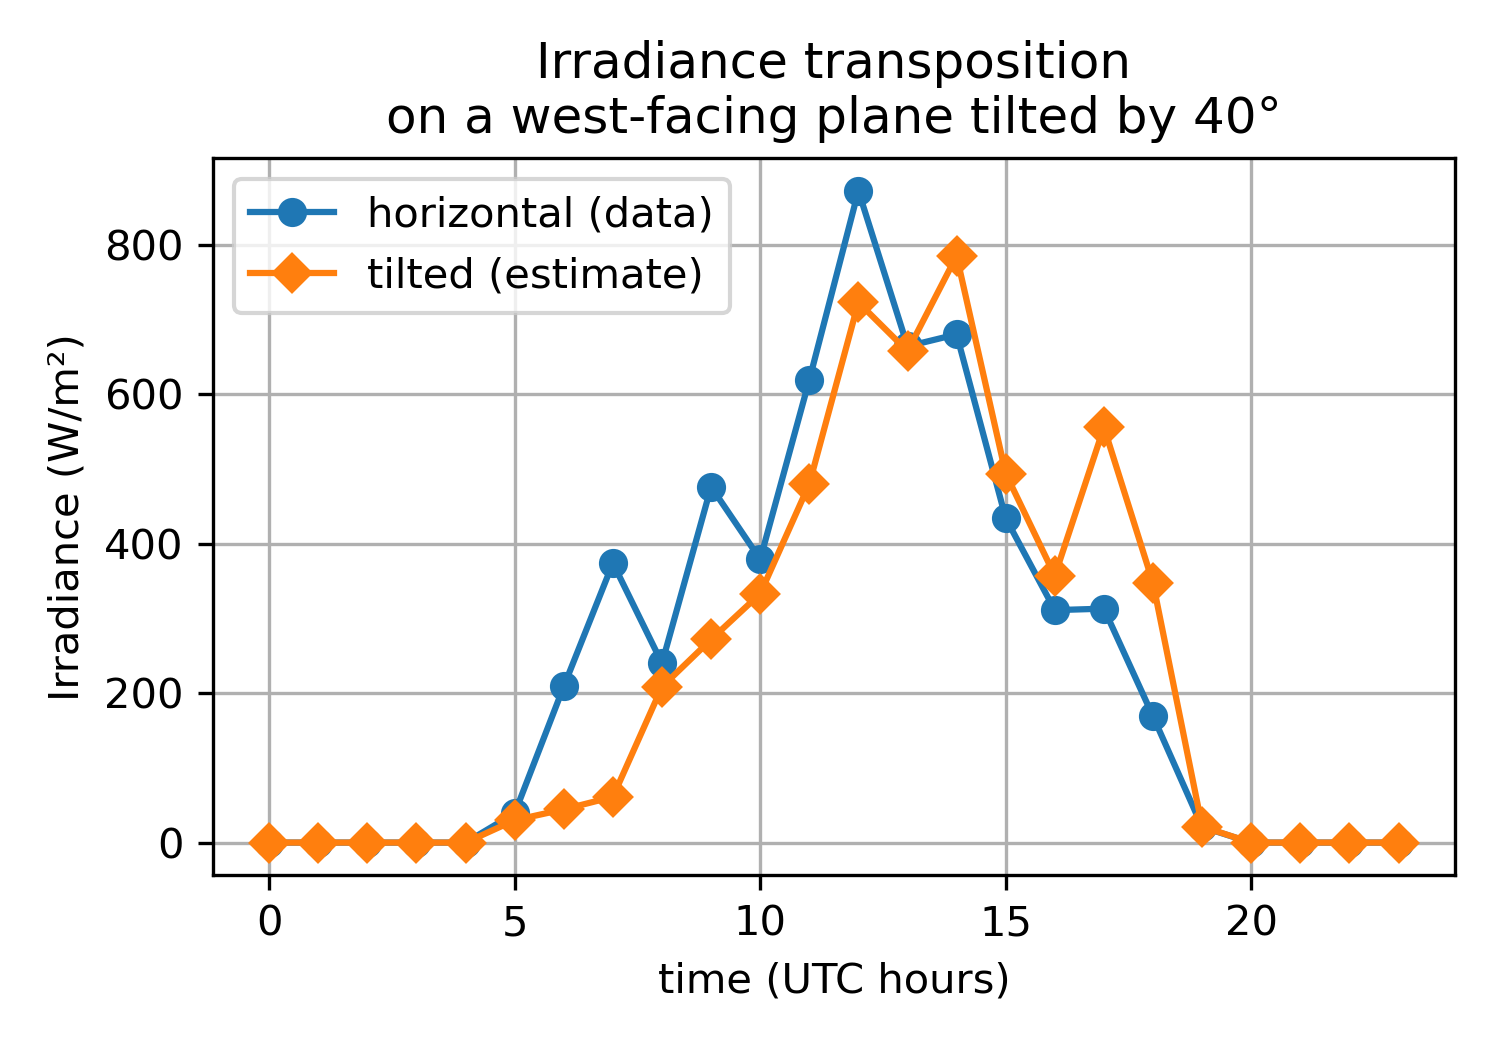 Irradiance transposition
on a west-facing plane tilted by 40°
horizontal (data)
tilted (estimate)
Irradiance (W/m²)
800
600
400
200
0
0 5 10 15 20
time (UTC hours)